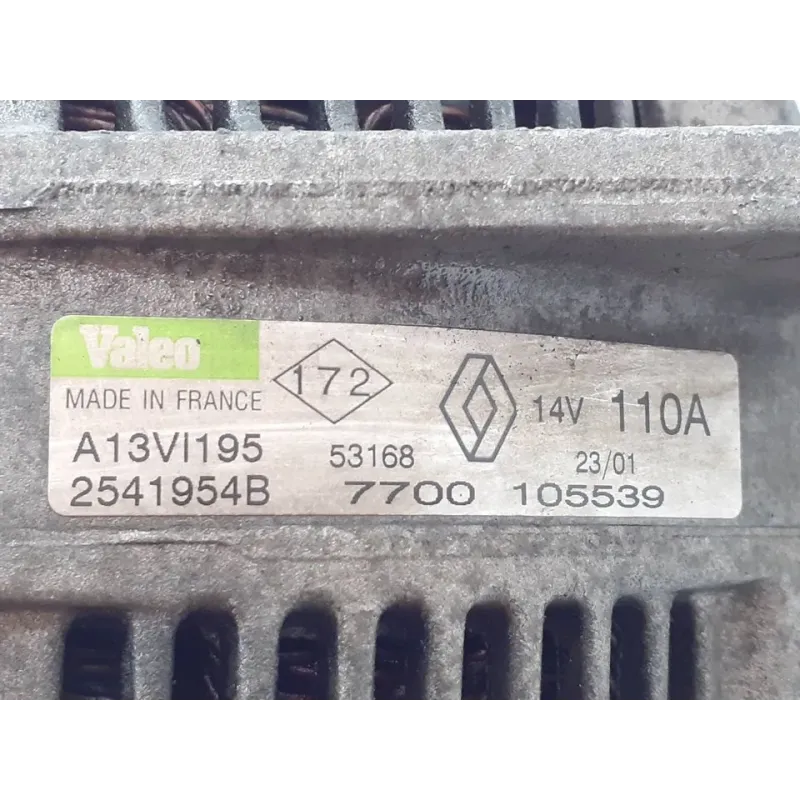 Valeo
MADE IN FRANCE
172
14V 110A
A13VI195 53168 23/01
2541954B 7700 105539